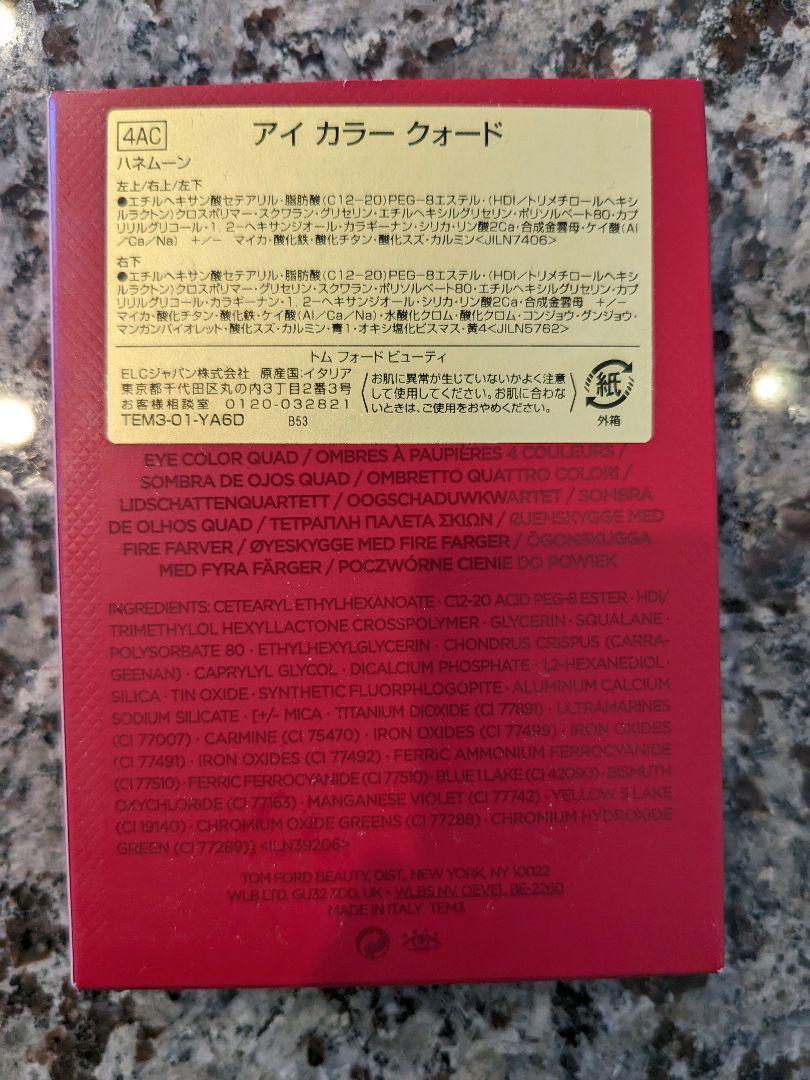 4AC アイ カラー クォード
ハネムーン
左上/右上/左下
●エチルヘキサン酸セテアリル・脂肪酸(C12-20)PEG-8エステル・(HDI/トリメチロールヘキシ
ルラクトン)クロスポリマー・スクワラン・グリセリン・エチルヘキシルグリセリン・ポリソルベート80・カプ
リリルグリコール・1,2-ヘキサンジオール・カラギーナン・シリカ・リン酸2Ca・合成金雲母・ケイ酸(Al
/Ca/Na) +/- マイカ・酸化鉄・酸化チタン・酸化スズ・カルミン<JILN7406>
右下
●エチルヘキサン酸セテアリル・脂肪酸(C12-20)PEG-8エステル・(HDI/トリメチロールヘキシ
ルラクトン)クロスポリマー・グリセリン・スクワラン・ポリソルベート80・エチルヘキシルグリセリン・カプ
リリルグリコール・カラギーナン・1,2-ヘキサンジオール・シリカ・リン酸2Ca・合成金雲母 +/-
マイカ・酸化チタン・酸化鉄・ケイ酸(Al/Ca/Na)・水酸化クロム・酸化クロム・コンジョウ・グンジョウ・
マンガンバイオレット・酸化スズ・カルミン・青1・オキシ塩化ビスマス・黄4<JILN5762>
トム フォード ビューティ
ELCジャパン株式会社 原産国:イタリア
東京都千代田区丸の内3丁目2番3号
お客様相談室 0120-032821
TEM3-01-YA6D B53
お肌に異常が生じていないかよく注意
して使用してください。お肌に合わな
いときは、ご使用をおやめください。
紙
外箱
EYE COLOR QUAD / OMBRES À PAUPIÈRES 4 COULEURS /
SOMBRA DE OJOS QUAD / OMBRETTO QUATTRO COLORI /
LIDSCHATTENQUARTETT / OOGSCHADUWKWARTET / SOMBRA
DE OLHOS QUAD / ΤΕΤΡΑΠΛΗ ΠΑΛΕΤΑ ΣΚΙΩΝ / ØJENSKYGGE MED
FIRE FARVER / ØYESKYGGE MED FIRE FARGER / ÖGONSKUGGA
MED FYRA FÄRGER / POCZWÓRNE CIENIE DO POWIEK
INGREDIENTS: CETEARYL ETHYLHEXANOATE · C12-20 ACID PEG-8 ESTER · HDI/
TRIMETHYLOL HEXYLLACTONE CROSSPOLYMER · GLYCERIN · SQUALANE ·
POLYSORBATE 80 · ETHYLHEXYLGLYCERIN · CHONDRUS CRISPUS (CARRA-
GEENAN) · CAPRYLYL GLYCOL · DICALCIUM PHOSPHATE · 1,2-HEXANEDIOL ·
SILICA · TIN OXIDE · SYNTHETIC FLUORPHLOGOPITE · ALUMINUM CALCIUM
SODIUM SILICATE · [+/- MICA · TITANIUM DIOXIDE (CI 77891) · ULTRAMARINES
(CI 77007) · CARMINE (CI 75470) · IRON OXIDES (CI 77499) · IRON OXIDES
(CI 77491) · IRON OXIDES (CI 77492) · FERRIC AMMONIUM FERROCYANIDE
(CI 77510) · FERRIC FERROCYANIDE (CI 77510) · BLUE 1 LAKE (CI 42090) · BISMUTH
OXYCHLORIDE (CI 77163) · MANGANESE VIOLET (CI 77742) · YELLOW 5 LAKE
(CI 19140) · CHROMIUM OXIDE GREENS (CI 77288) · CHROMIUM HYDROXIDE
GREEN (CI 77289)] <ILN39206>
TOM FORD BEAUTY, DIST., NEW YORK, NY 10022
WLB LTD, GU32 3DD, UK · WLBS NV, OEVEL BE-2260
MADE IN ITALY TEM3